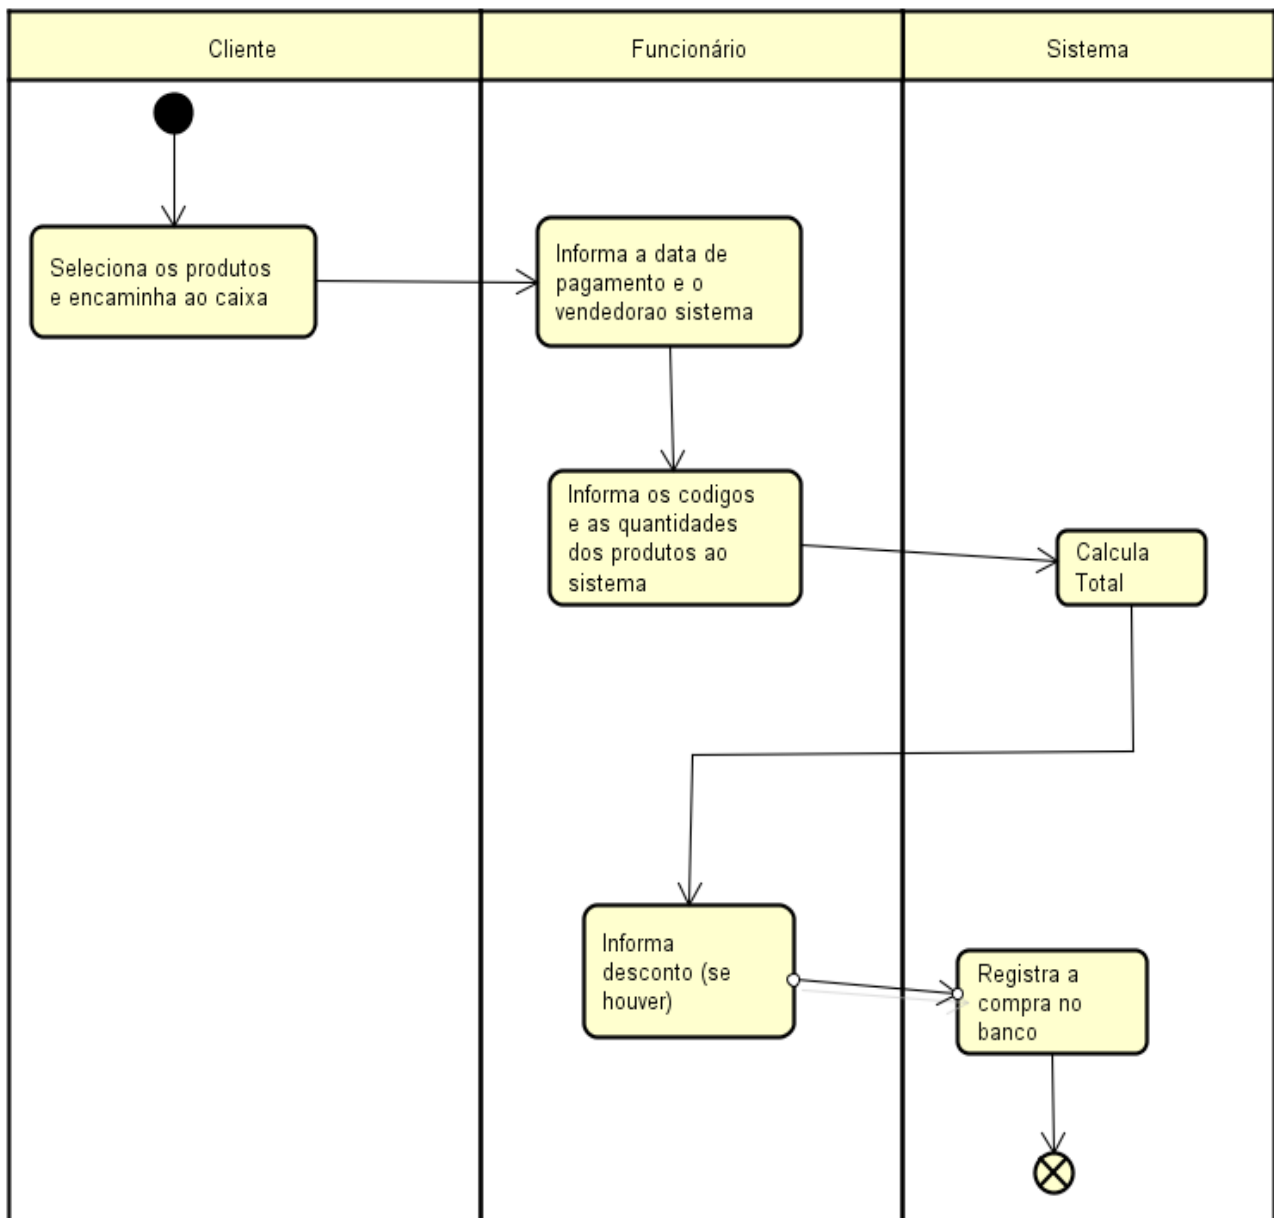 Cliente
Funcionário
Sistema
Seleciona os produtos
e encaminha ao caixa
Informa a data de
pagamento e o
vendedorao sistema
Informa os codigos
e as quantidades
dos produtos ao
sistema
Calcula
Total
Informa
desconto (se
houver)
Registra a
compra no
banco